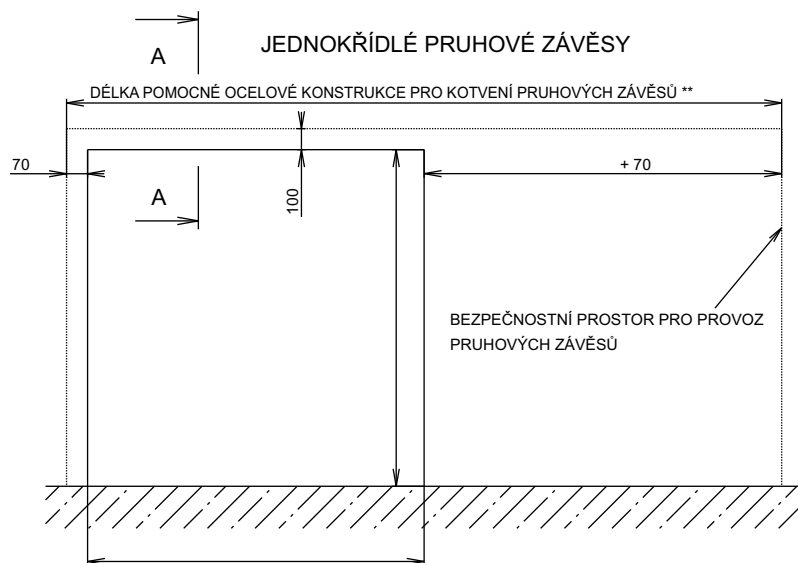 A
JEDNOKŘÍDLÉ PRUHOVÉ ZÁVĚSY
DÉLKA POMOCNÉ OCELOVÉ KONSTRUKCE PRO KOTVENÍ PRUHOVÝCH ZÁVĚSŮ **
70
+ 70
A
100
BEZPEČNOSTNÍ PROSTOR PRO PROVOZ
PRUHOVÝCH ZÁVĚSŮ